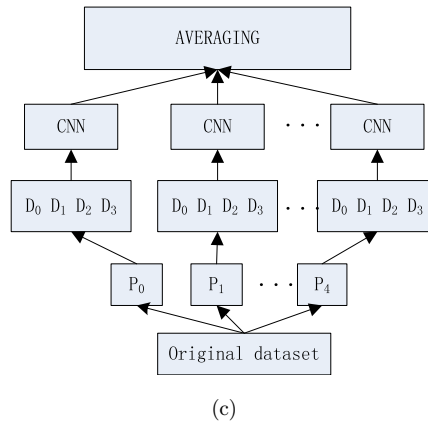 AVERAGING
CNN CNN ... CNN
D₀ D₁ D₂ D₃ D₀ D₁ D₂ D₃ ... D₀ D₁ D₂ D₃
P₀ P₁ ... P₄
Original dataset
(c)